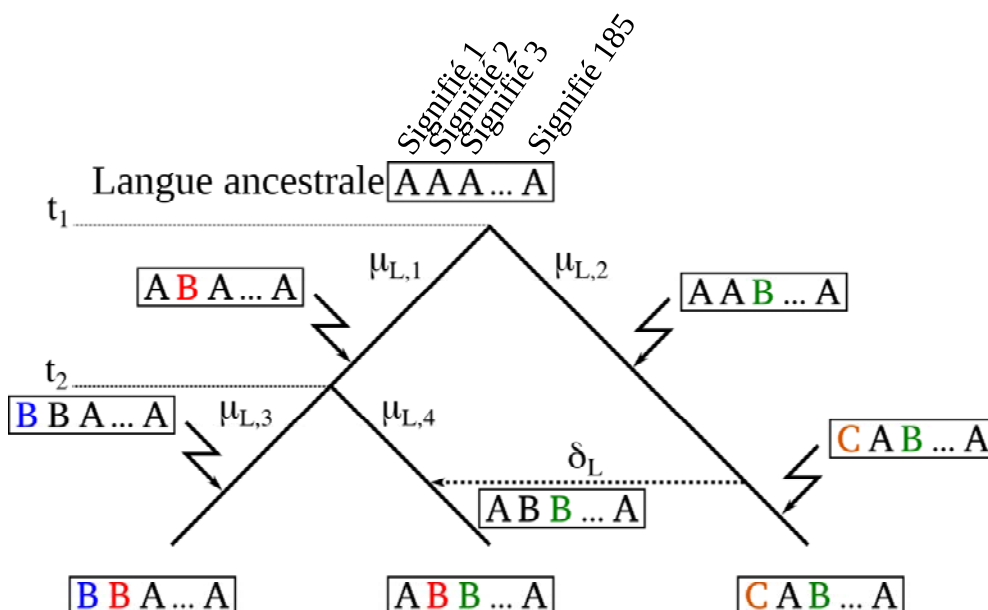 Signifié 1
Signifié 2
Signifié 3
Signifié 185
Langue ancestrale A A A ... A
t1
μL,1 μL,2
A B A ... A
A A B ... A
t2
B B A ... A
μL,3 μL,4
C A B ... A
δL
A B B ... A
B B A ... A
A B B ... A
C A B ... A